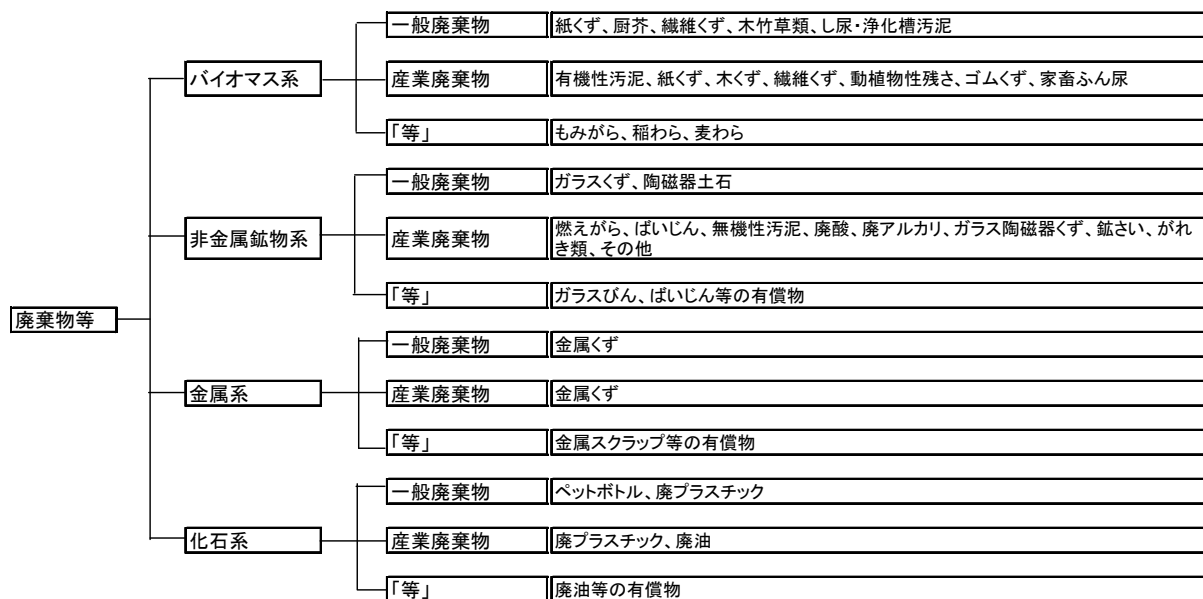 一般廃棄物 紙くず、厨芥、繊維くず、木竹草類、し尿・浄化槽汚泥
バイオマス系 産業廃棄物 有機性汚泥、紙くず、木くず、繊維くず、動植物性残さ、ゴムくず、家畜ふん尿
「等」 もみがら、稲わら、麦わら
一般廃棄物 ガラスくず、陶磁器土石
非金属鉱物系 産業廃棄物 燃えがら、ばいじん、無機性汚泥、廃酸、廃アルカリ、ガラス陶磁器くず、鉱さい、がれ
き類、その他
「等」 ガラスびん、ばいじん等の有償物
廃棄物等
一般廃棄物 金属くず
金属系 産業廃棄物 金属くず
「等」 金属スクラップ等の有償物
一般廃棄物 ペットボトル、廃プラスチック
化石系 産業廃棄物 廃プラスチック、廃油
「等」 廃油等の有償物